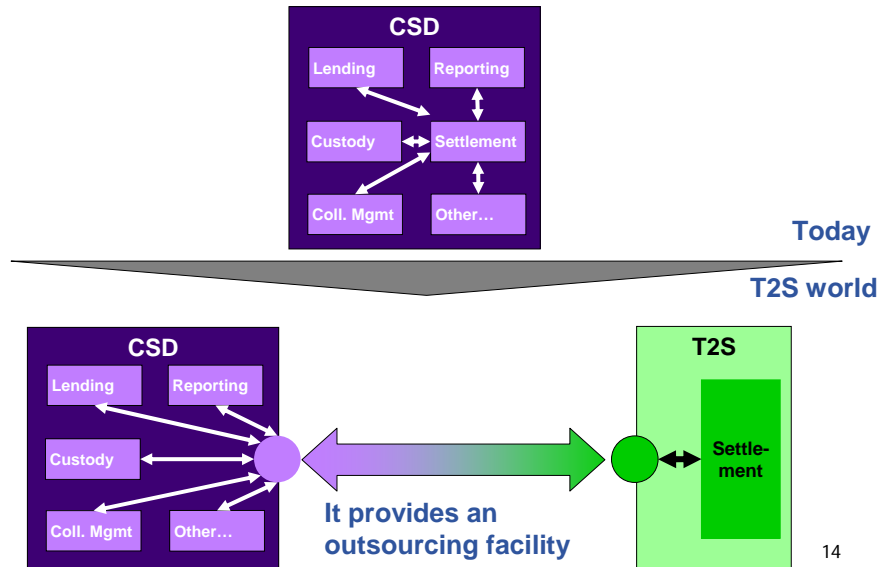 CSD
Lending
Reporting
Custody
Settlement
Coll. Mgmt
Other…
Today
T2S world
CSD
Lending
Reporting
Custody
Coll. Mgmt
Other…
It provides an
outsourcing facility
T2S
Settle-
ment
14